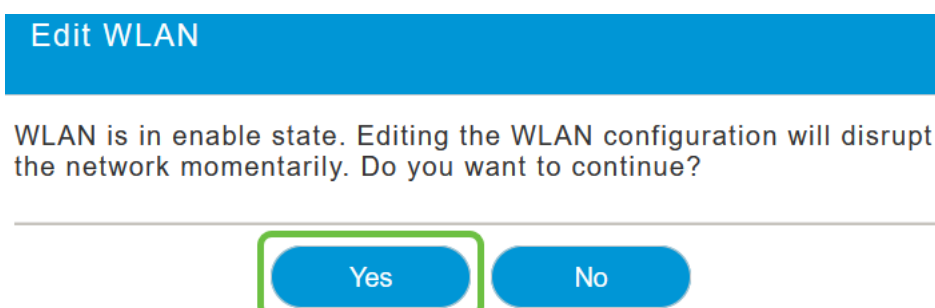 Edit WLAN
WLAN is in enable state. Editing the WLAN configuration will disrupt
the network momentarily. Do you want to continue?
Yes No